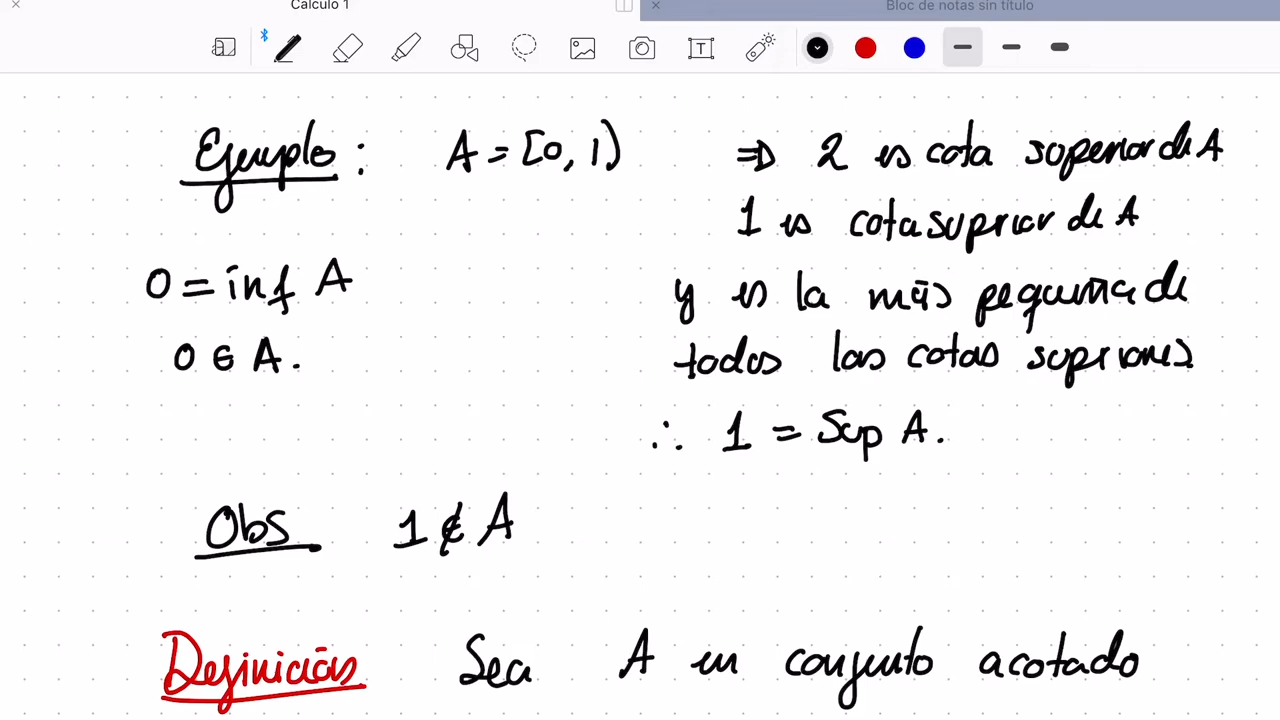 Calculo 1
Bloc de notas sin título
Ejemplo: A = [0, 1) ⇒ 2 es cota superior de A
1 es cota superior de A
0 = inf A
y es la más pequeña de
0 ∈ A.
todas las cotas superiores
∴ 1 = Sup A.
Obs 1 ∉ A
Definición Sea A un conjunto acotado